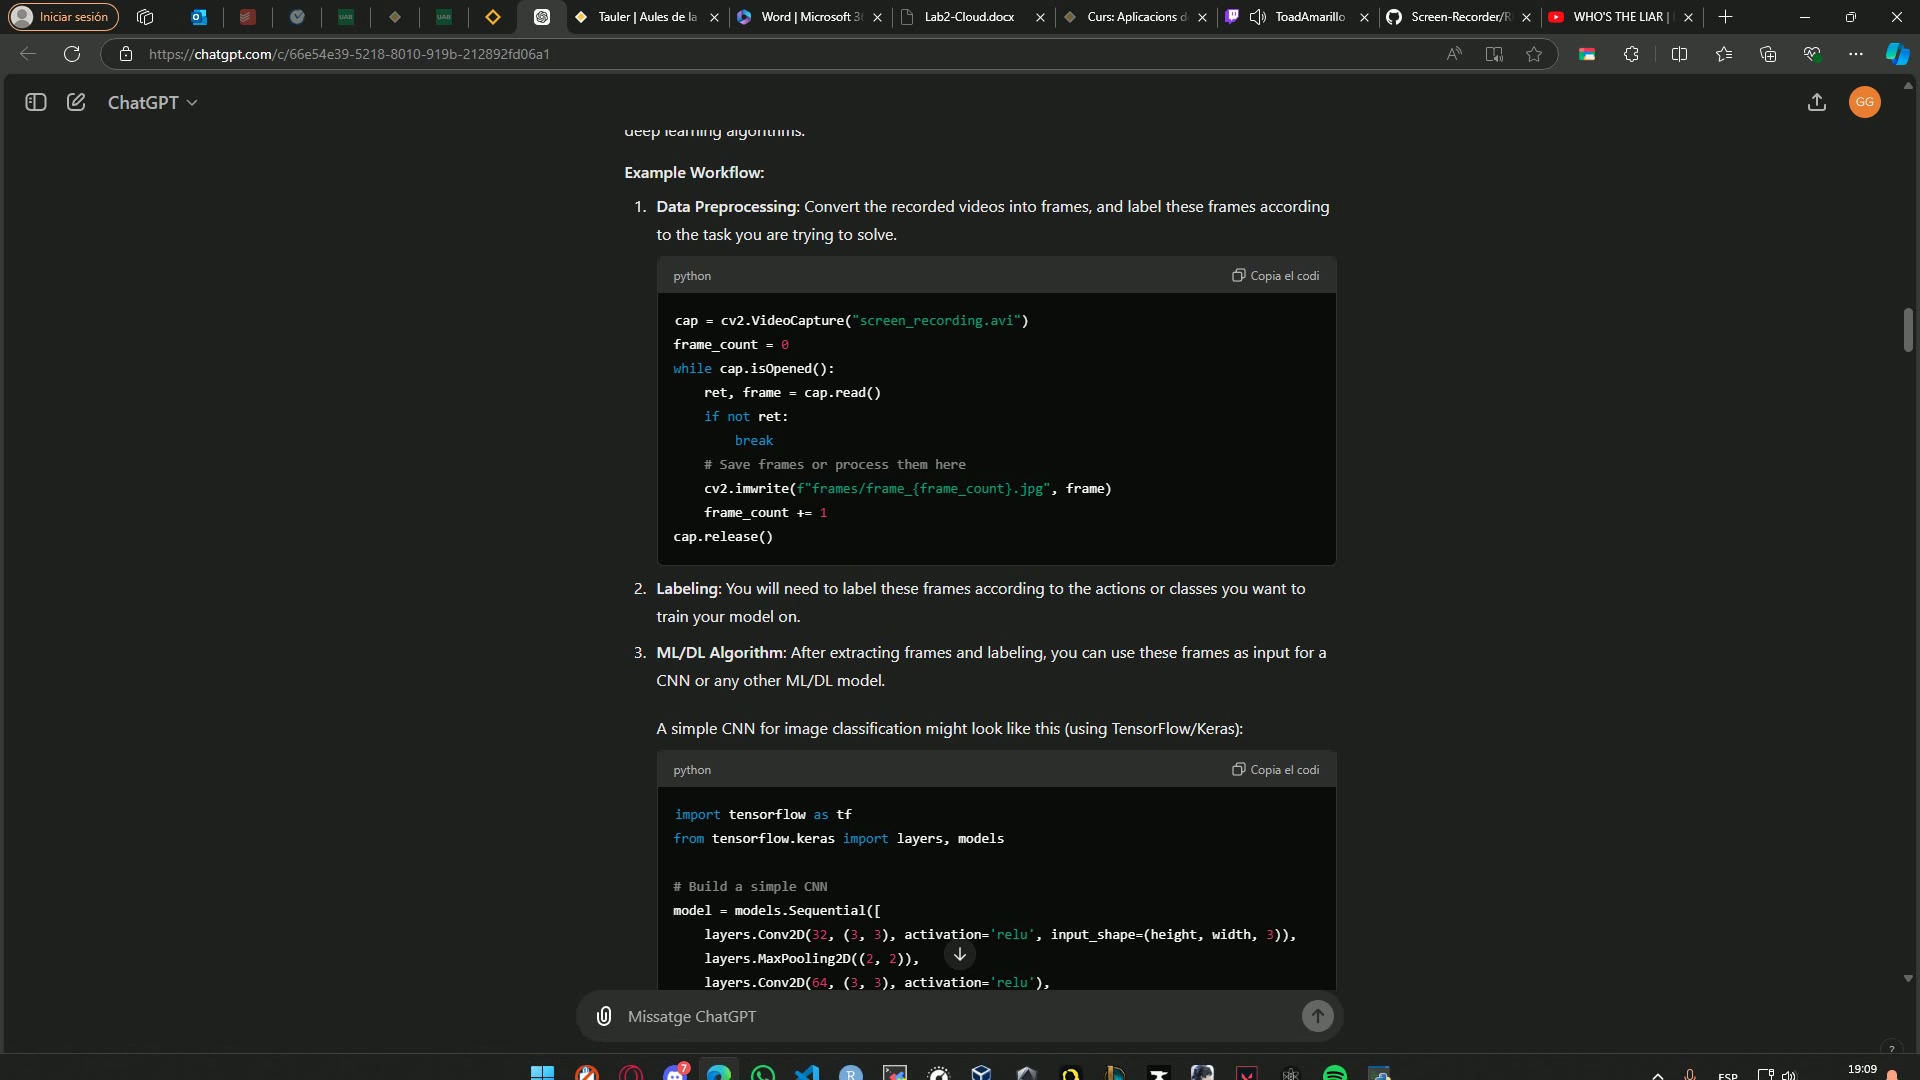 Iniciar sesión
UAB
UAB
Tauler | Aules de la
Word | Microsoft 3
Lab2-Cloud.docx
Curs: Aplicacions d
ToadAmarillo
Screen-Recorder/R
WHO'S THE LIAR |
https://chatgpt.com/c/66e54e39-5218-8010-919b-212892fd06a1
ChatGPT
GG
deep learning algorithms.
Example Workflow:
1. Data Preprocessing: Convert the recorded videos into frames, and label these frames according
to the task you are trying to solve.
python
Copia el codi
cap = cv2.VideoCapture("screen_recording.avi")
frame_count = 0
while cap.isOpened():
ret, frame = cap.read()
if not ret:
break
# Save frames or process them here
cv2.imwrite(f"frames/frame_{frame_count}.jpg", frame)
frame_count += 1
cap.release()
2. Labeling: You will need to label these frames according to the actions or classes you want to
train your model on.
3. ML/DL Algorithm: After extracting frames and labeling, you can use these frames as input for a
CNN or any other ML/DL model.
A simple CNN for image classification might look like this (using TensorFlow/Keras):
python
Copia el codi
import tensorflow as tf
from tensorflow.keras import layers, models
# Build a simple CNN
model = models.Sequential([
layers.Conv2D(32, (3, 3), activation='relu', input_shape=(height, width, 3)),
layers.MaxPooling2D((2, 2)),
layers.Conv2D(64, (3, 3), activation='relu'),
Missatge ChatGPT
?
7
ESP
19:09